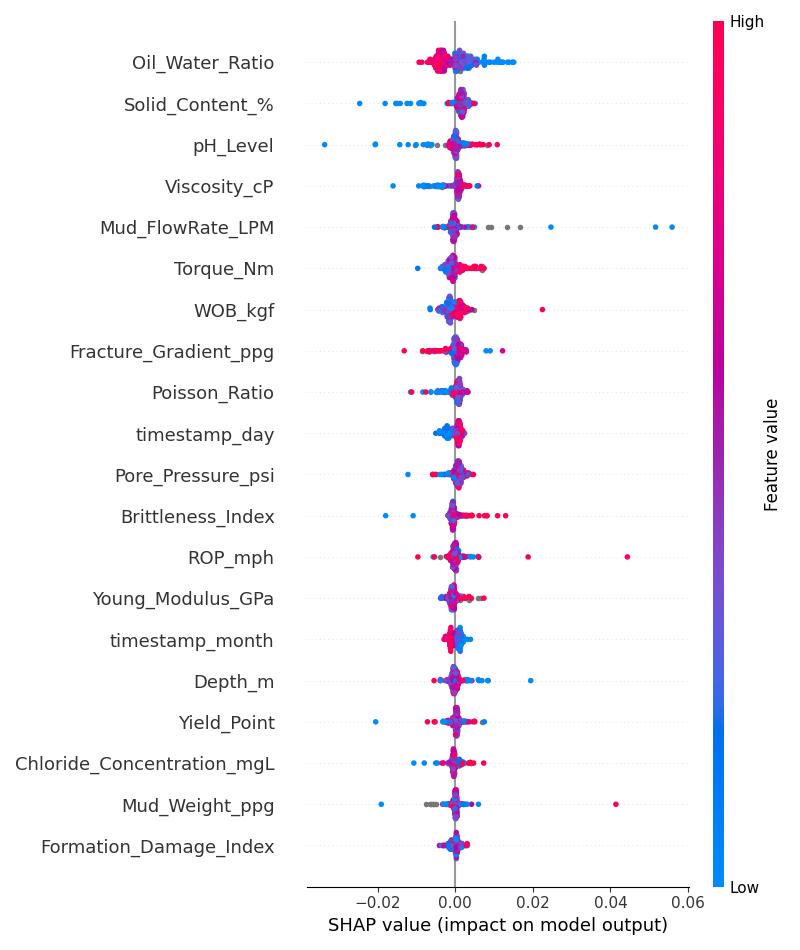 High
Oil_Water_Ratio
Solid_Content_%
pH_Level
Viscosity_cP
Mud_FlowRate_LPM
Torque_Nm
WOB_kgf
Fracture_Gradient_ppg
Poisson_Ratio
timestamp_day
Pore_Pressure_psi
Brittleness_Index
ROP_mph
Young_Modulus_GPa
timestamp_month
Depth_m
Yield_Point
Chloride_Concentration_mgL
Mud_Weight_ppg
Formation_Damage_Index
Feature value
Low
−0.02 0.00 0.02 0.04 0.06
SHAP value (impact on model output)